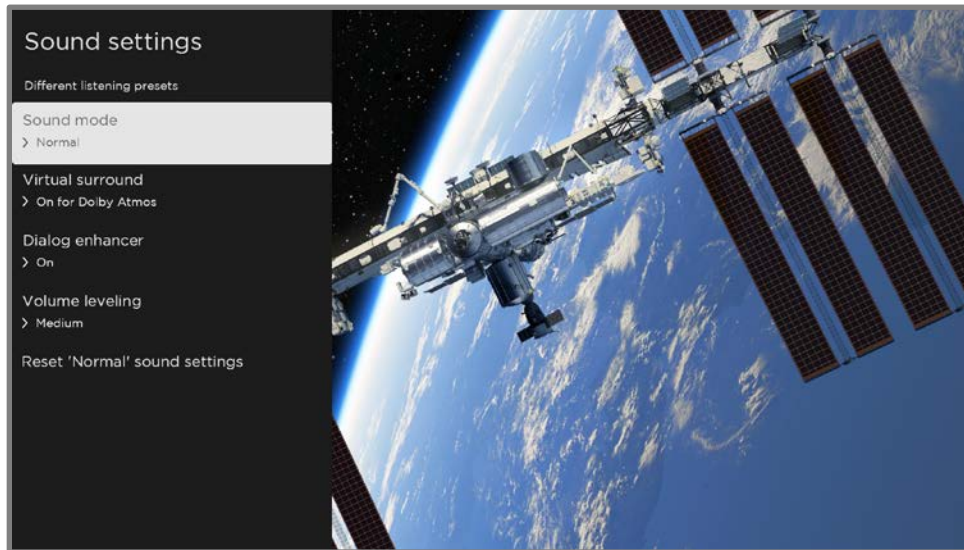 Sound settings
Different listening presets
Sound mode
> Normal
Virtual surround
> On for Dolby Atmos
Dialog enhancer
> On
Volume leveling
> Medium
Reset 'Normal' sound settings